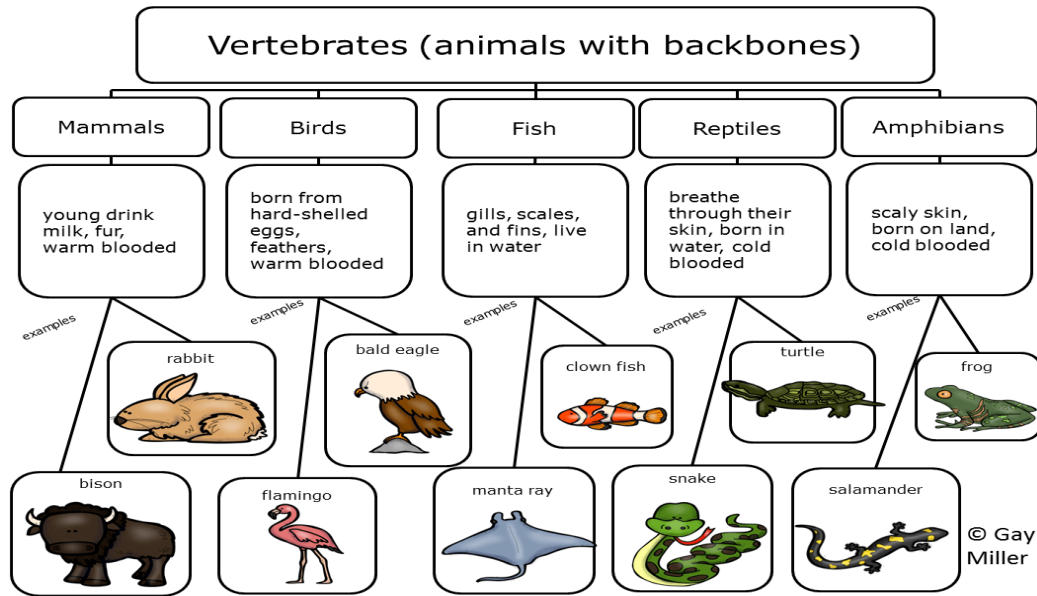 Vertebrates (animals with backbones)
Mammals
Birds
Fish
Reptiles
Amphibians
young drink
milk, fur,
warm blooded
born from
hard-shelled
eggs,
feathers,
warm blooded
gills, scales,
and fins, live
in water
breathe
through their
skin, born in
water, cold
blooded
scaly skin,
born on land,
cold blooded
examples
examples
examples
examples
examples
rabbit
bald eagle
clown fish
turtle
frog
bison
flamingo
manta ray
snake
salamander
© Gay
Miller